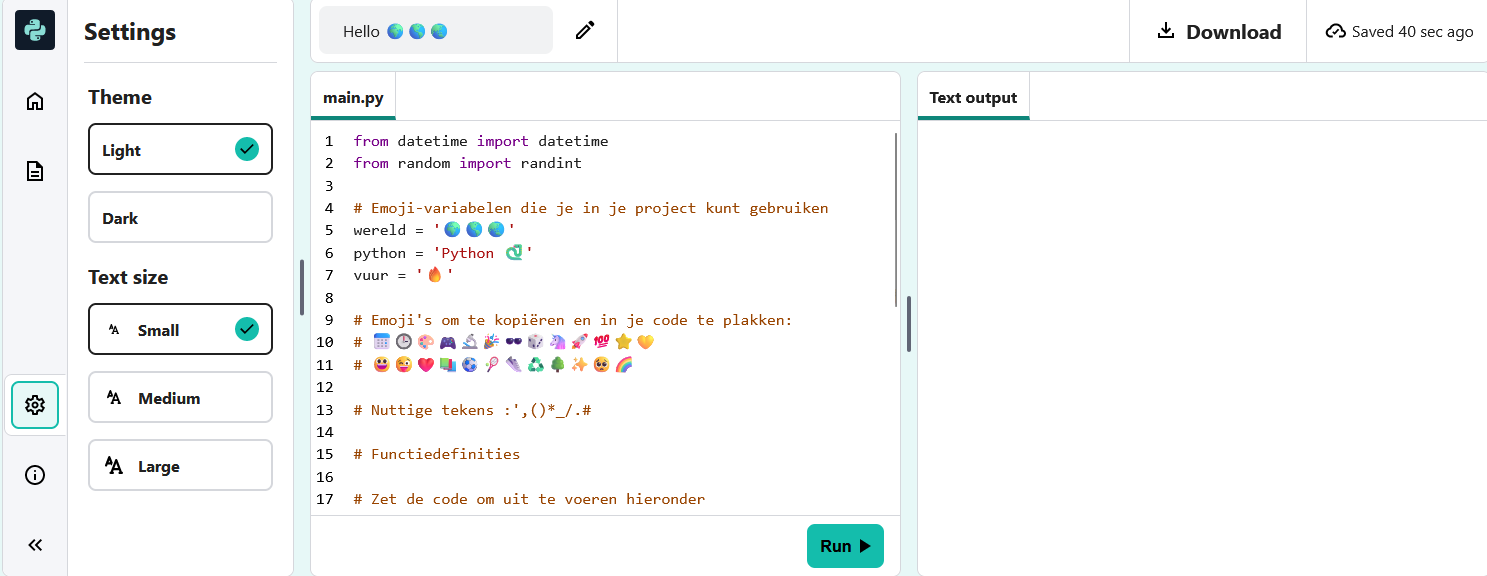 Settings
Theme
Light
Dark
Text size
Small
Medium
Large
Hello 🌍🌎🌏
Download
Saved 40 sec ago
main.py
1 from datetime import datetime
2 from random import randint
3
4 # Emoji-variabelen die je in je project kunt gebruiken
5 wereld = '🌍🌎🌏'
6 python = 'Python 🐍'
7 vuur = '🔥'
8
9 # Emoji's om te kopiëren en in je code te plakken:
10 # 📅🕒🎨🎮🔬🎉🕶️🎲🦄🚀💯⭐💛
11 # 😃😜❤️📚⚽🎾👟♻️🌳✨🥺🌈
12
13 # Nuttige tekens :',()*_/.#
14
15 # Functiedefinities
16
17 # Zet de code om uit te voeren hieronder
Run
Text output